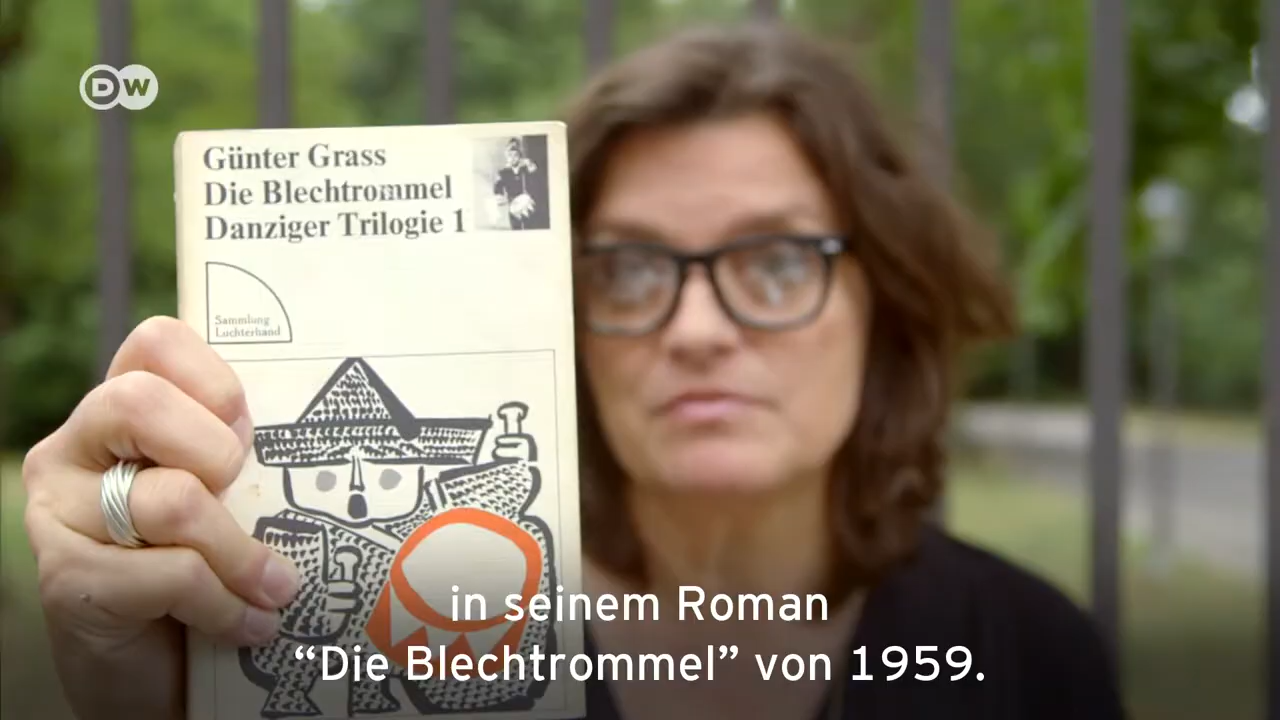 DW
Günter Grass
Die Blechtrommel
Danziger Trilogie 1
Sammlung
Luchterhand
in seinem Roman
“Die Blechtrommel” von 1959.